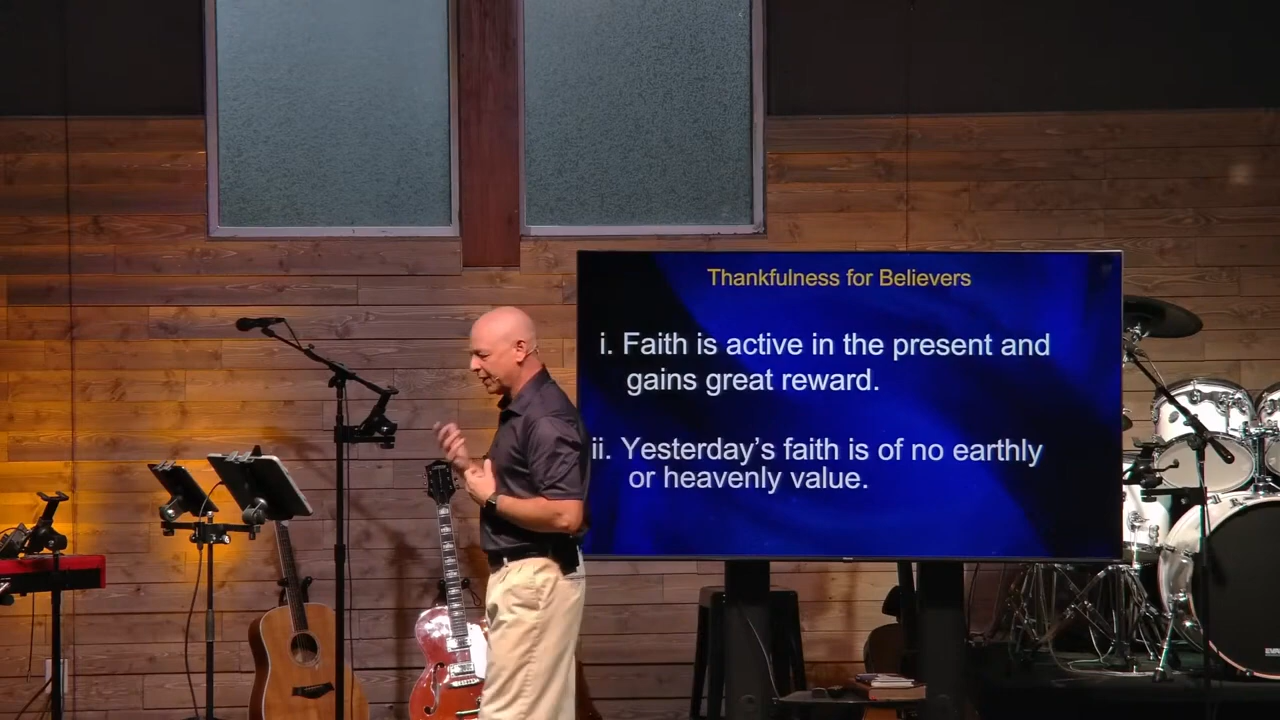 Thankfulness for Believers
i. Faith is active in the present and
gains great reward.
ii. Yesterday's faith is of no earthly
or heavenly value.